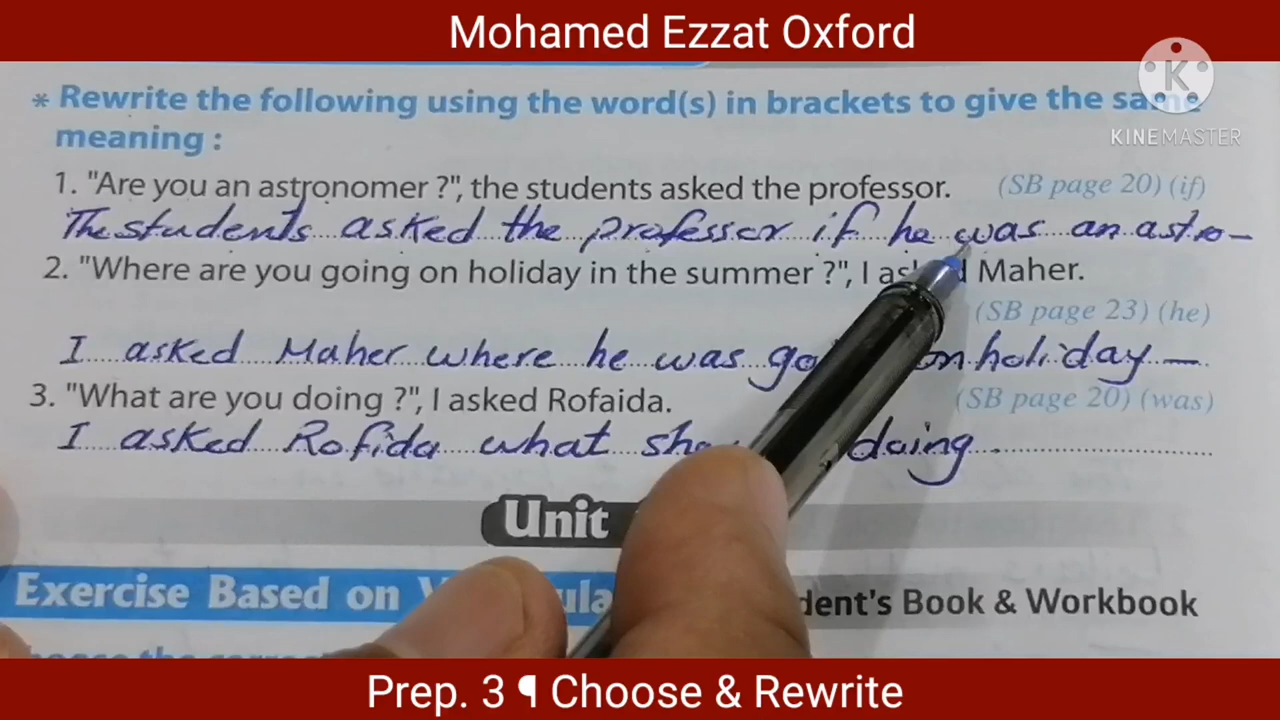 Mohamed Ezzat Oxford
K
KINEMASTER
* Rewrite the following using the word(s) in brackets to give the same
meaning :
1. "Are you an astronomer ?", the students asked the professor. (SB page 20) (if)
The students asked the professor if he was an astro-
2. "Where are you going on holiday in the summer ?", I asked Maher.
(SB page 23) (he)
I asked Maher where he was on holiday —
3. "What are you doing ?", I asked Rofaida. (SB page 20) (was)
I asked Rofida what doing
Unit
Exercise Based on Book & Workbook
Prep. 3 ¶ Choose & Rewrite